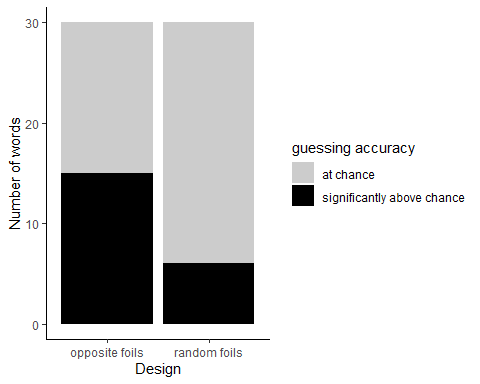 Number of words
30
20
10
0
opposite foils
random foils
Design
guessing accuracy
at chance
significantly above chance